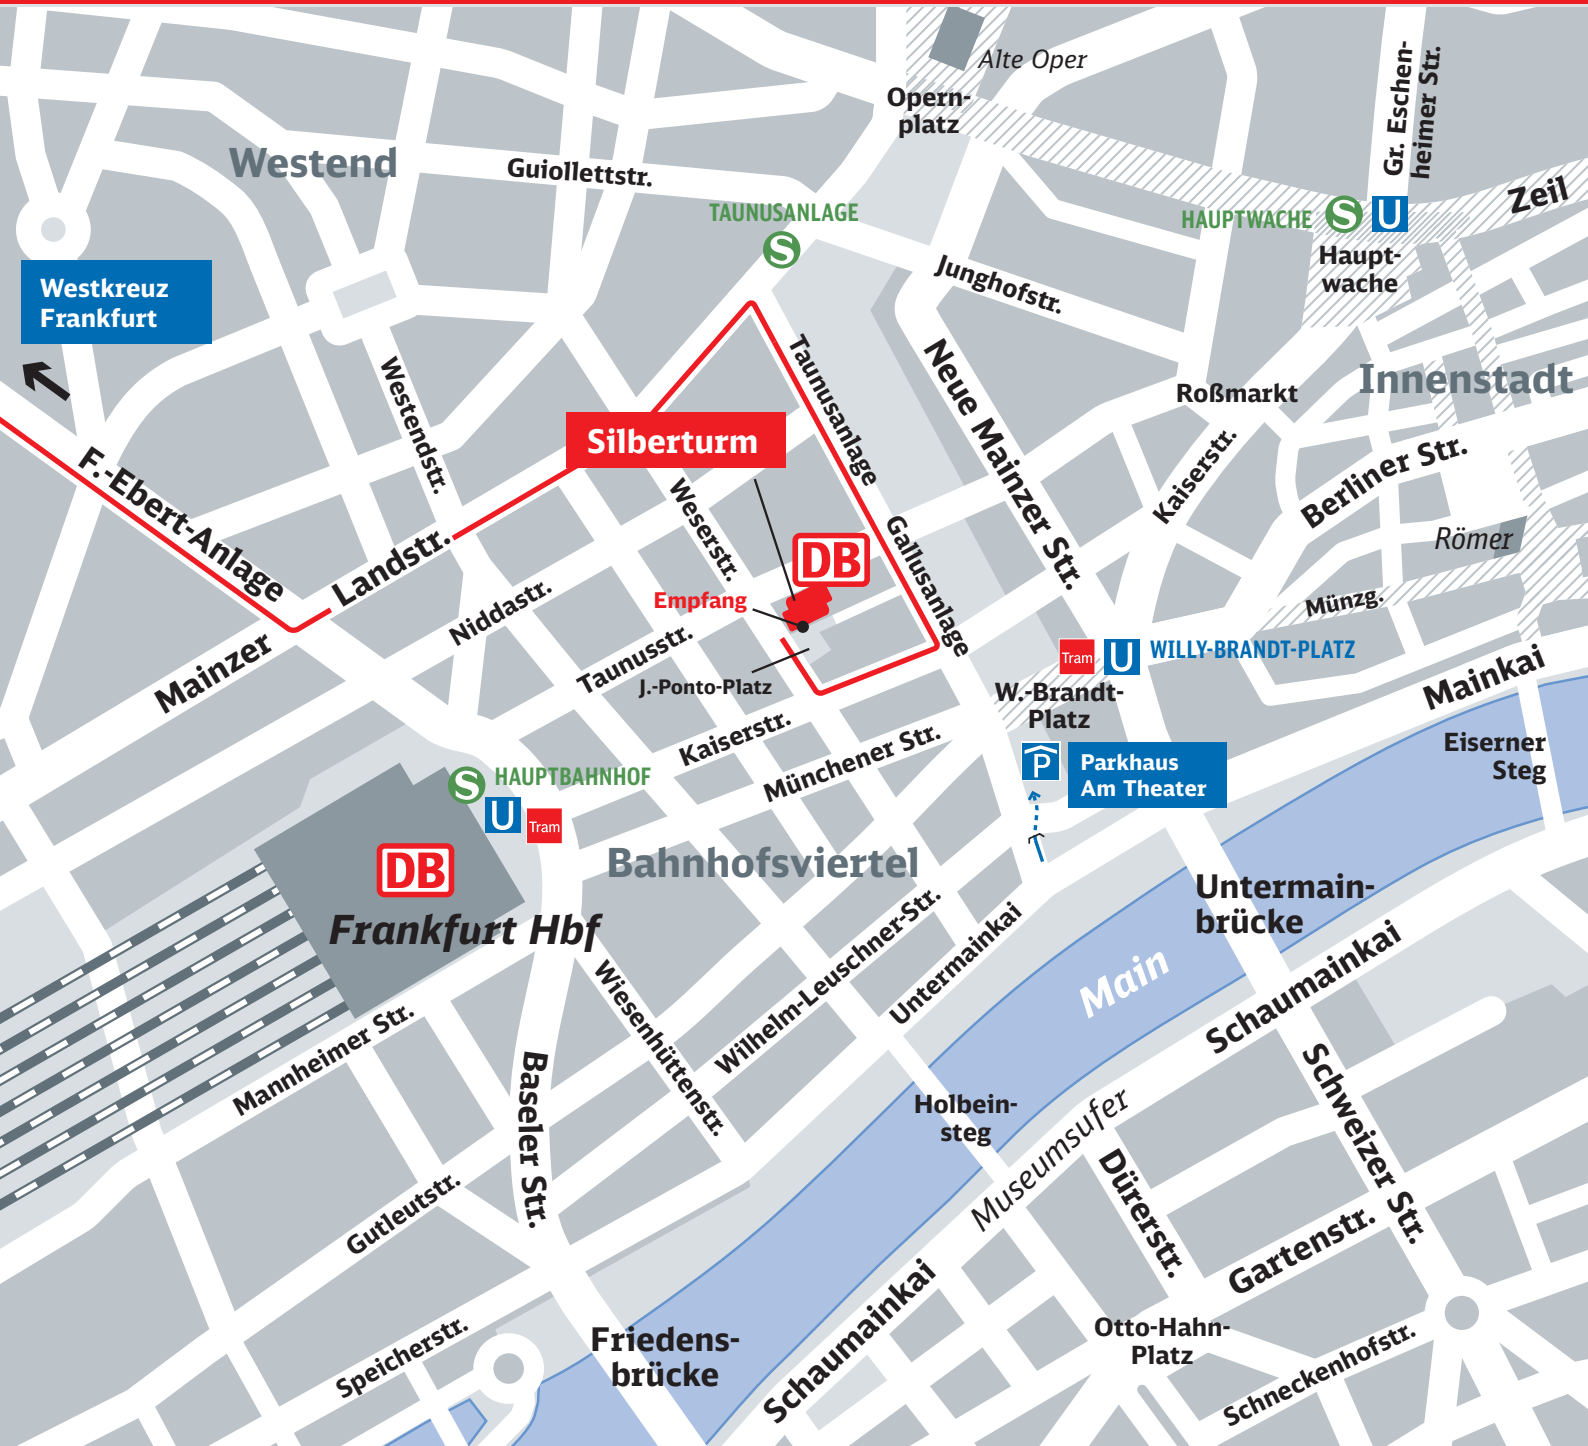 Alte Oper
Opern-
platz
Gr. Eschen-
heimer Str.
Westend
Guiollettstr.
TAUNUSANLAGE
S
HAUPTWACHE
S
U
Zeil
Haupt-
wache
Westkreuz
Frankfurt
Junghofstr.
Westendstr.
Taunusanlage
Neue Mainzer Str.
Roßmarkt
Innenstadt
Silberturm
Kaiserstr.
Berliner Str.
F.-Ebert-Anlage
Landstr.
Weserstr.
Gallusanlage
Römer
DB
Niddastr.
Empfang
Münzg.
Mainzer
Taunusstr.
J.-Ponto-Platz
Tram
U
WILLY-BRANDT-PLATZ
W.-Brandt-
Platz
Mainkai
Kaiserstr.
Münchener Str.
Eiserner
Steg
P
Parkhaus
Am Theater
S
HAUPTBAHNHOF
U
Tram
DB
Bahnhofsviertel
Frankfurt Hbf
Untermain-
brücke
Wilhelm-Leuschner-Str.
Untermainkai
Main
Schaumainkai
Wiesenhüttenstr.
Mannheimer Str.
Baseler Str.
Holbein-
steg
Museumsufer
Schweizer Str.
Dürerstr.
Gutleutstr.
Gartenstr.
Schaumainkai
Speicherstr.
Friedens-
brücke
Otto-Hahn-
Platz
Schneckenhofstr.